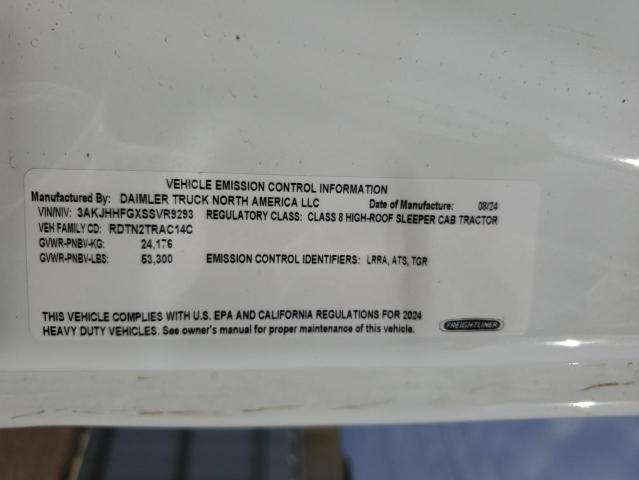 VEHICLE EMISSION CONTROL INFORMATION
Manufactured By: DAIMLER TRUCK NORTH AMERICA LLC Date of Manufacture: 08/24
VIN/NIV: 3AKJHHFGXSSVR9293 REGULATORY CLASS: CLASS 8 HIGH-ROOF SLEEPER CAB TRACTOR
VEH FAMILY CD: RDTN2TRAC14C
GVWR-PNBV-KG: 24,176
GVWR-PNBV-LBS: 53,300 EMISSION CONTROL IDENTIFIERS: LRRA, ATS, TGR
THIS VEHICLE COMPLIES WITH U.S. EPA AND CALIFORNIA REGULATIONS FOR 2024
HEAVY DUTY VEHICLES. See owner's manual for proper maintenance of this vehicle.
FREIGHTLINER